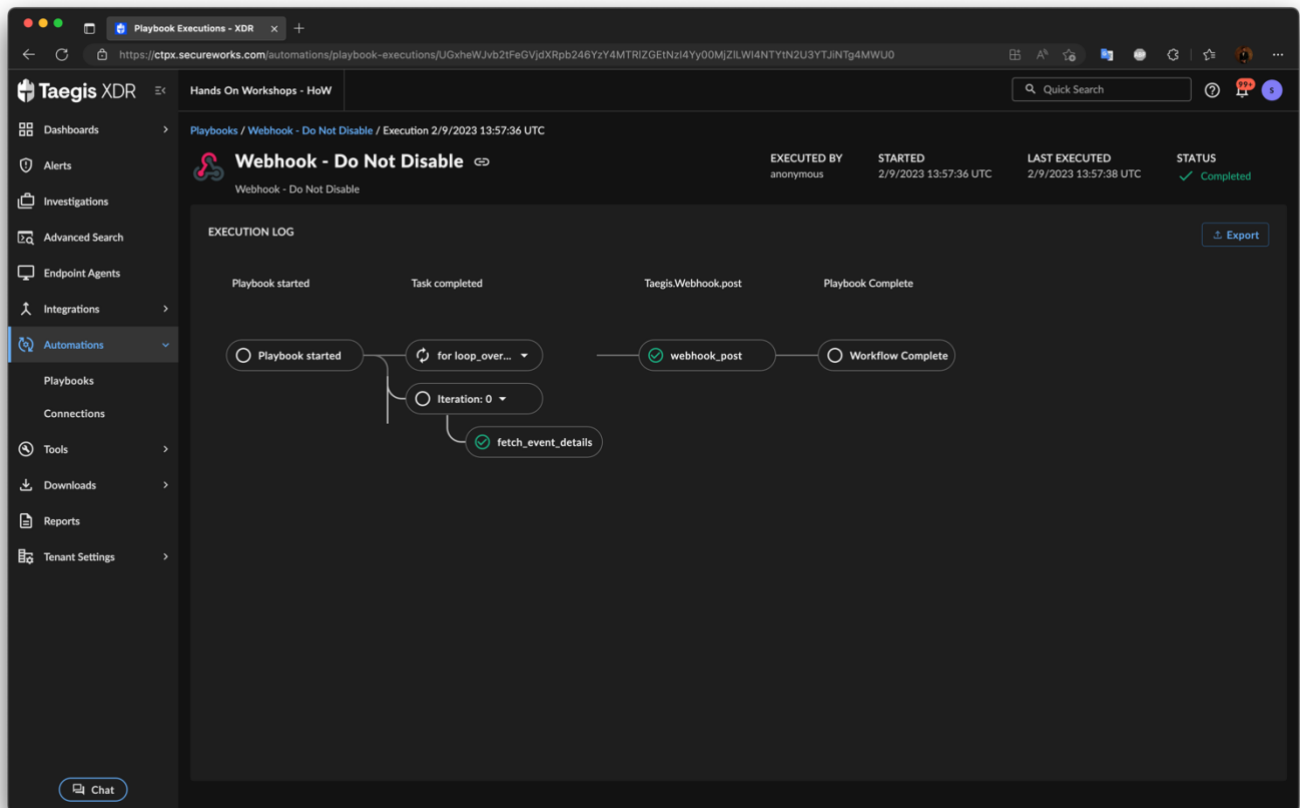 Playbook Executions - XDR
https://ctpx.secureworks.com/automations/playbook-executions/
Taegis XDR
Hands On Workshops - HoW
Quick Search
99+
S
Dashboards
Alerts
Investigations
Advanced Search
Endpoint Agents
Integrations
Automations
Playbooks
Connections
Tools
Downloads
Reports
Tenant Settings
Chat
Playbooks / Webhook - Do Not Disable / Execution 2/9/2023 13:57:36 UTC
Webhook - Do Not Disable
Webhook - Do Not Disable
EXECUTED BY
anonymous
STARTED
2/9/2023 13:57:36 UTC
LAST EXECUTED
2/9/2023 13:57:38 UTC
STATUS
Completed
EXECUTION LOG
Export
Playbook started
Task completed
Taegis.Webhook.post
Playbook Complete
Playbook started
for loop_over...
webhook_post
Workflow Complete
Iteration: 0
fetch_event_details